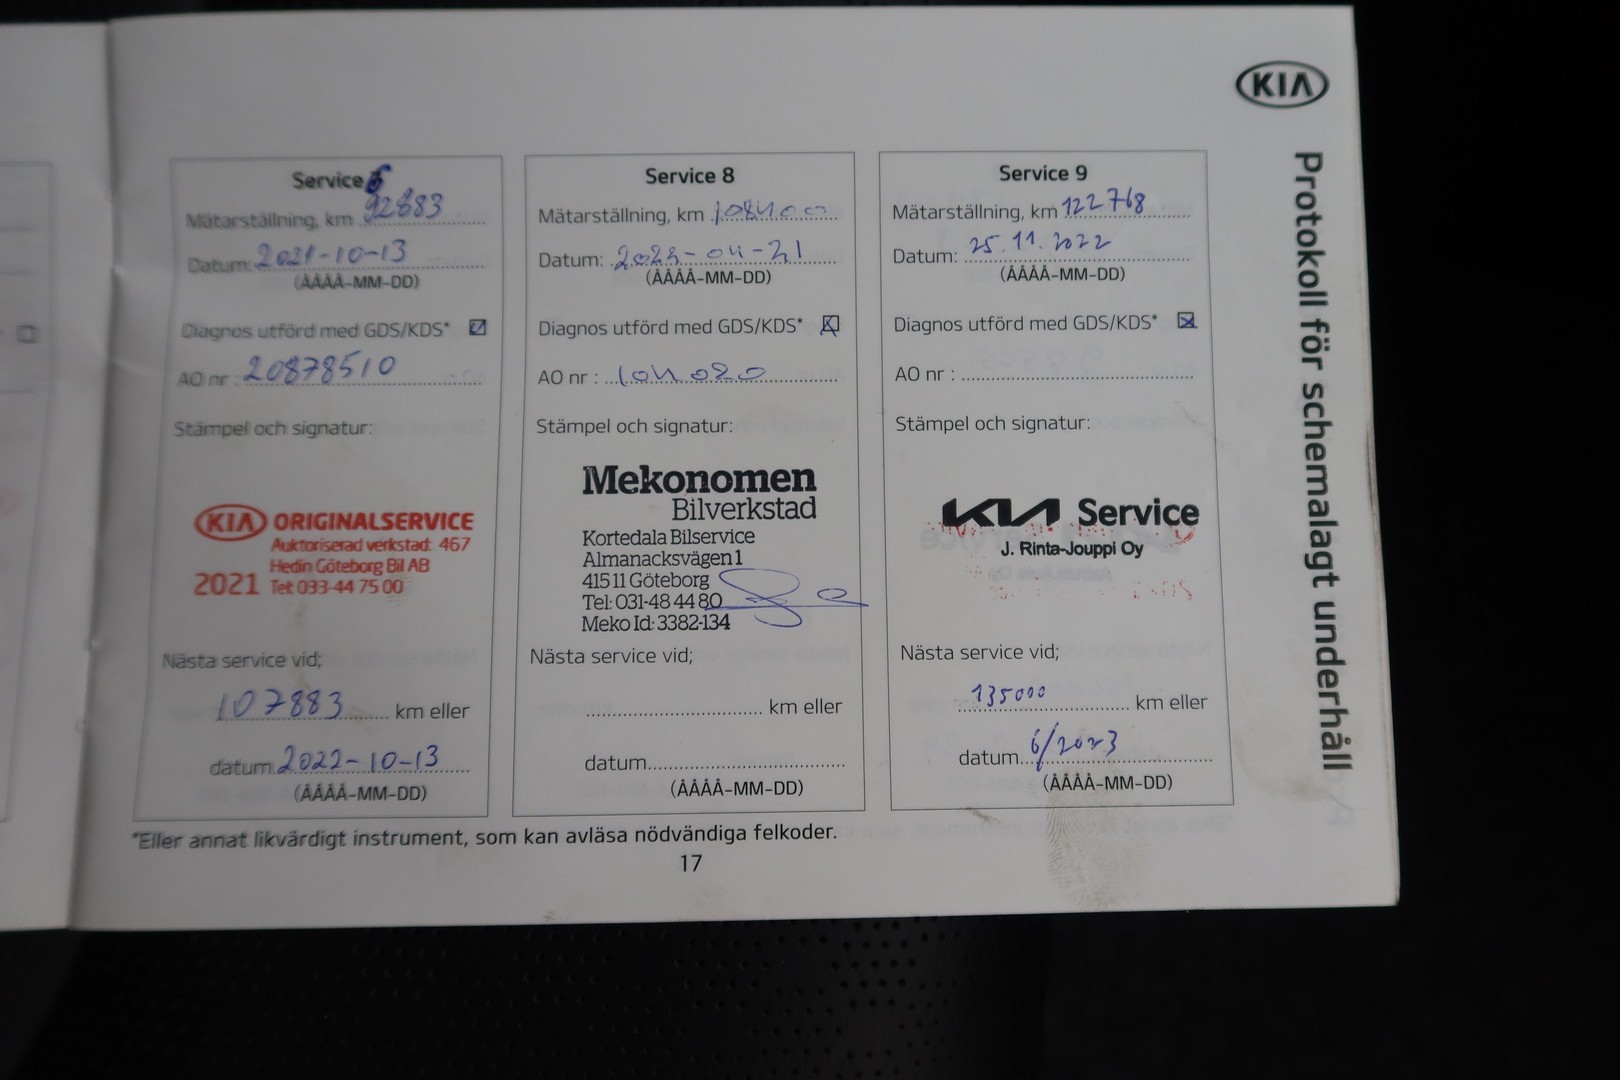 KIA
Protokoll för schemalagt underhåll
Service 6
Mätarställning, km 92883
Datum: 2021-10-13
(ÅÅÅÅ-MM-DD)
Diagnos utförd med GDS/KDS*
AO nr : 20878510
Stämpel och signatur:
KIA ORIGINALSERVICE
Auktoriserad verkstad: 467
Hedin Göteborg Bil AB
2021 Tel: 033-44 75 00
Nästa service vid;
107883 km eller
datum 2022-10-13
(ÅÅÅÅ-MM-DD)
Service 8
Mätarställning, km 108400
Datum: 2022-04-21
(ÅÅÅÅ-MM-DD)
Diagnos utförd med GDS/KDS*
AO nr : 104020
Stämpel och signatur:
Mekonomen
Bilverkstad
Kortedala Bilservice
Almanacksvägen 1
415 11 Göteborg
Tel: 031-48 44 80
Meko Id: 3382-134
Nästa service vid;
km eller
datum
(ÅÅÅÅ-MM-DD)
Service 9
Mätarställning, km 122768
Datum: 25.11.2022
(ÅÅÅÅ-MM-DD)
Diagnos utförd med GDS/KDS*
AO nr :
Stämpel och signatur:
KIA Service
J. Rinta-Jouppi Oy
Nästa service vid;
135000 km eller
datum 6/2023
(ÅÅÅÅ-MM-DD)
*Eller annat likvärdigt instrument, som kan avläsa nödvändiga felkoder.
17